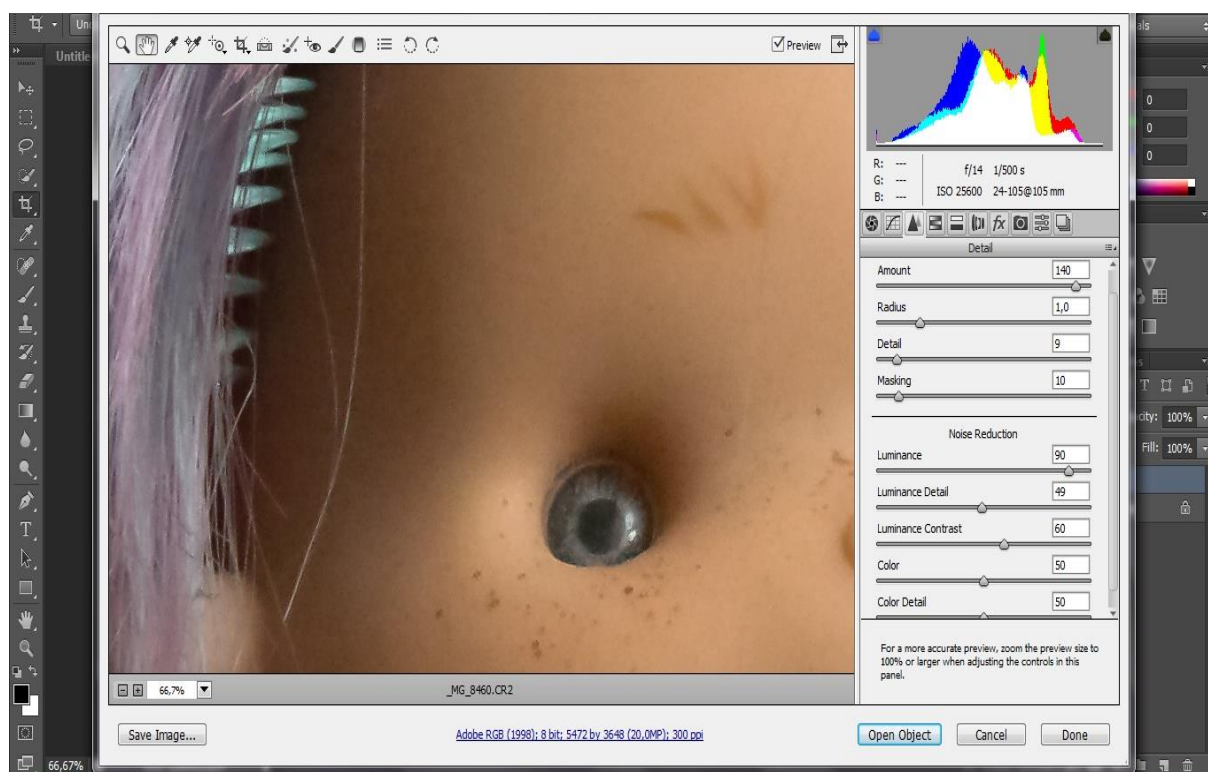 Un
als
Untitle
Preview
R: ---
G: ---
B: ---
f/14 1/500 s
ISO 25600 24-105@105 mm
fx
Detail
Amount 140
Radius 1,0
Detail 9
Masking 10
Noise Reduction
Luminance 90
Luminance Detail 49
Luminance Contrast 60
Color 50
Color Detail 50
For a more accurate preview, zoom the preview size to
100% or larger when adjusting the controls in this
panel.
66,7%
_MG_8460.CR2
Save Image...
Adobe RGB (1998); 8 bit; 5472 by 3648 (20,0MP); 300 ppi
Open Object
Cancel
Done
66,67%
0
0
0
s
T
acity: 100%
Fill: 100%